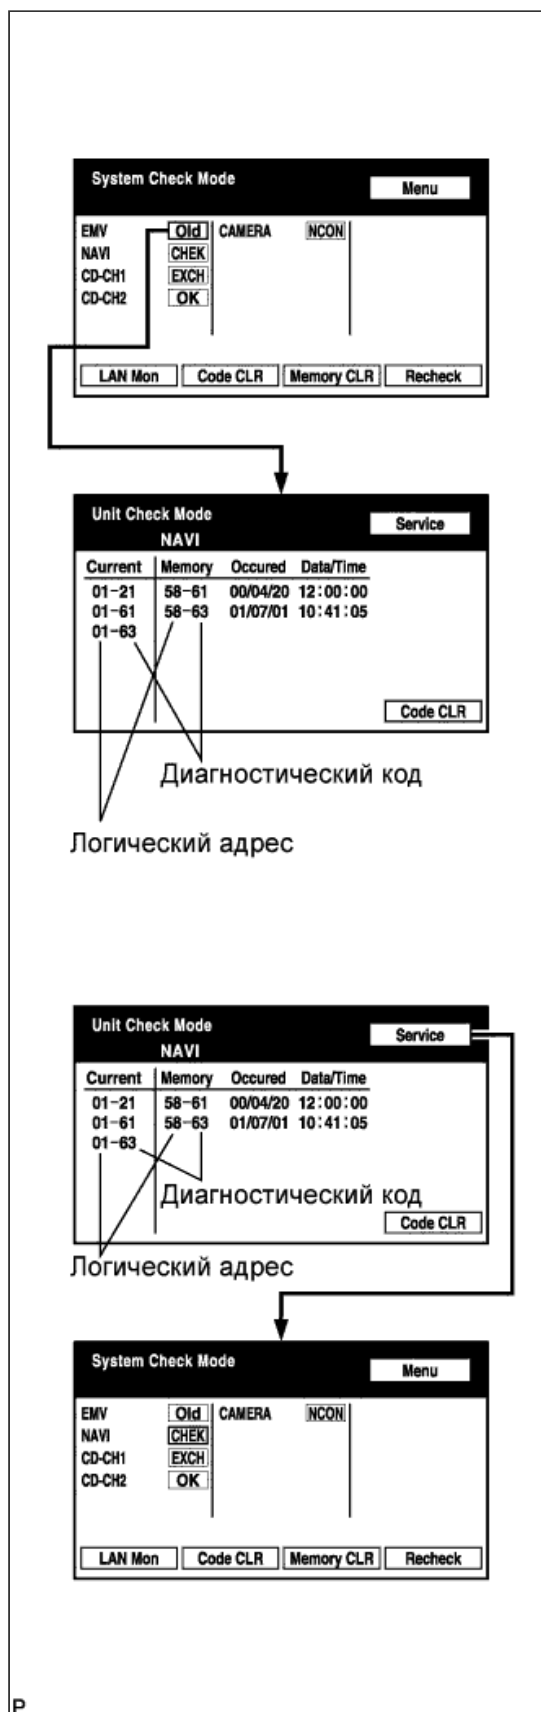 System Check Mode
Menu
EMV Old CAMERA NCON
NAVI CHEK
CD-CH1 EXCH
CD-CH2 OK
LAN Mon Code CLR Memory CLR Recheck
Unit Check Mode
Service
NAVI
Current Memory Occured Data/Time
01-21 58-61 00/04/20 12:00:00
01-61 58-63 01/07/01 10:41:05
01-63
Code CLR
Диагностический код
Логический адрес
Unit Check Mode
Service
NAVI
Current Memory Occured Data/Time
01-21 58-61 00/04/20 12:00:00
01-61 58-63 01/07/01 10:41:05
01-63
Диагностический код
Code CLR
Логический адрес
System Check Mode
Menu
EMV Old CAMERA NCON
NAVI CHEK
CD-CH1 EXCH
CD-CH2 OK
LAN Mon Code CLR Memory CLR Recheck
P